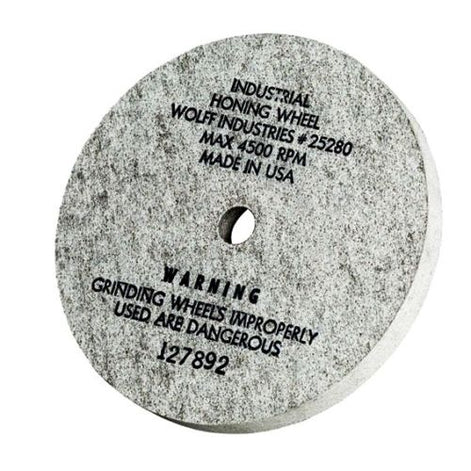 INDUSTRIAL
HONING WHEEL
WOLFF INDUSTRIES #25280
MAX 4500 RPM
MADE IN USA
WARNING
GRINDING WHEELS IMPROPERLY
USED ARE DANGEROUS
127892